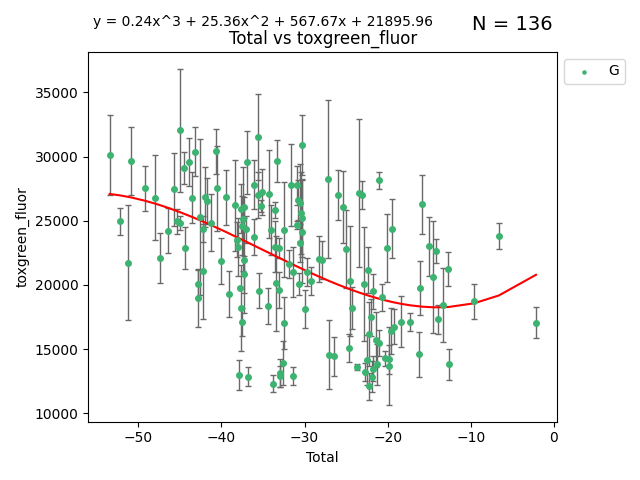 y = 0.24x^3 + 25.36x^2 + 567.67x + 21895.96
N = 136
Total vs toxgreen_fluor
G
35000
30000
25000
20000
15000
10000
toxgreen_fluor
−50
−40
−30
−20
−10
0
Total